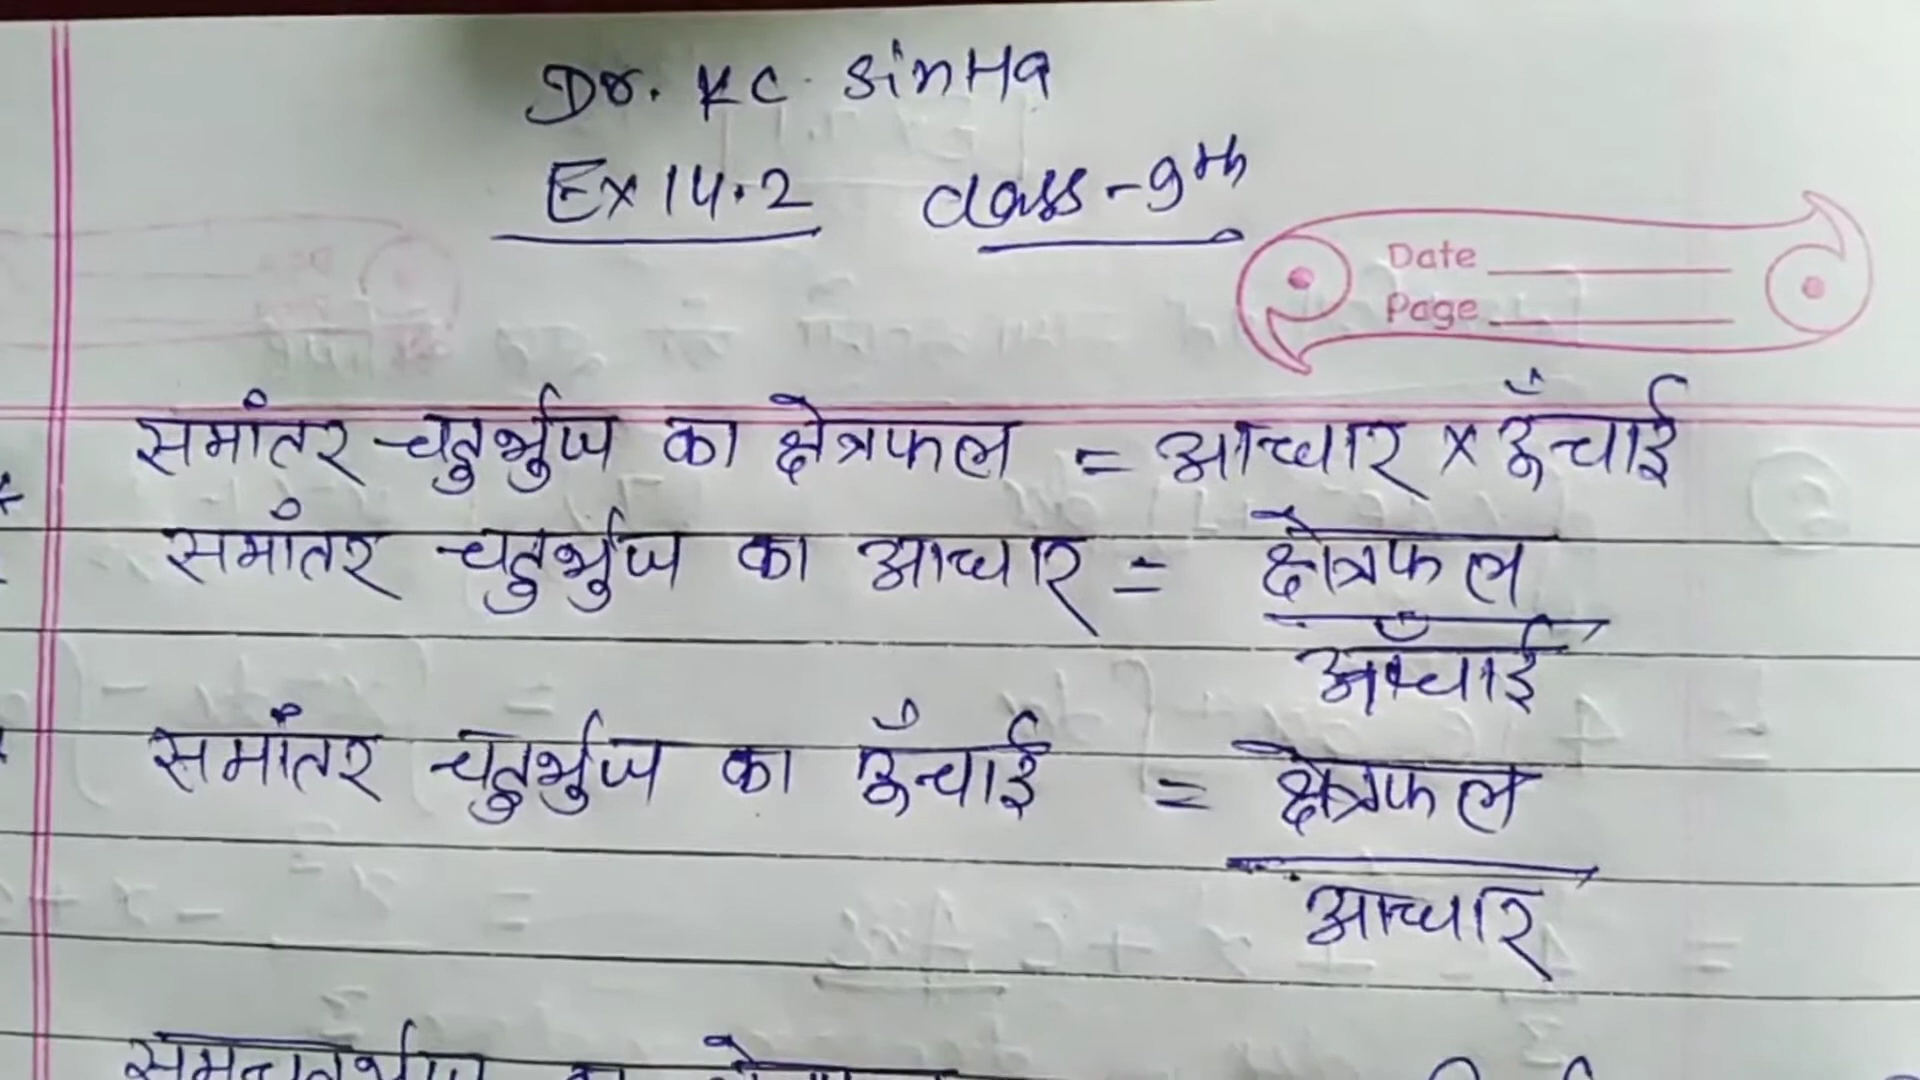 Dr. KC. SinHa
Ex 14.2 class-9th
Date
Page
समांतर चतुर्भुज का क्षेत्रफल = आधार × ऊँचाई
समांतर चतुर्भुज का आधार = क्षेत्रफल
ऊँचाई
समांतर चतुर्भुज का ऊँचाई = क्षेत्रफल
आधार
समचतुर्भुज का